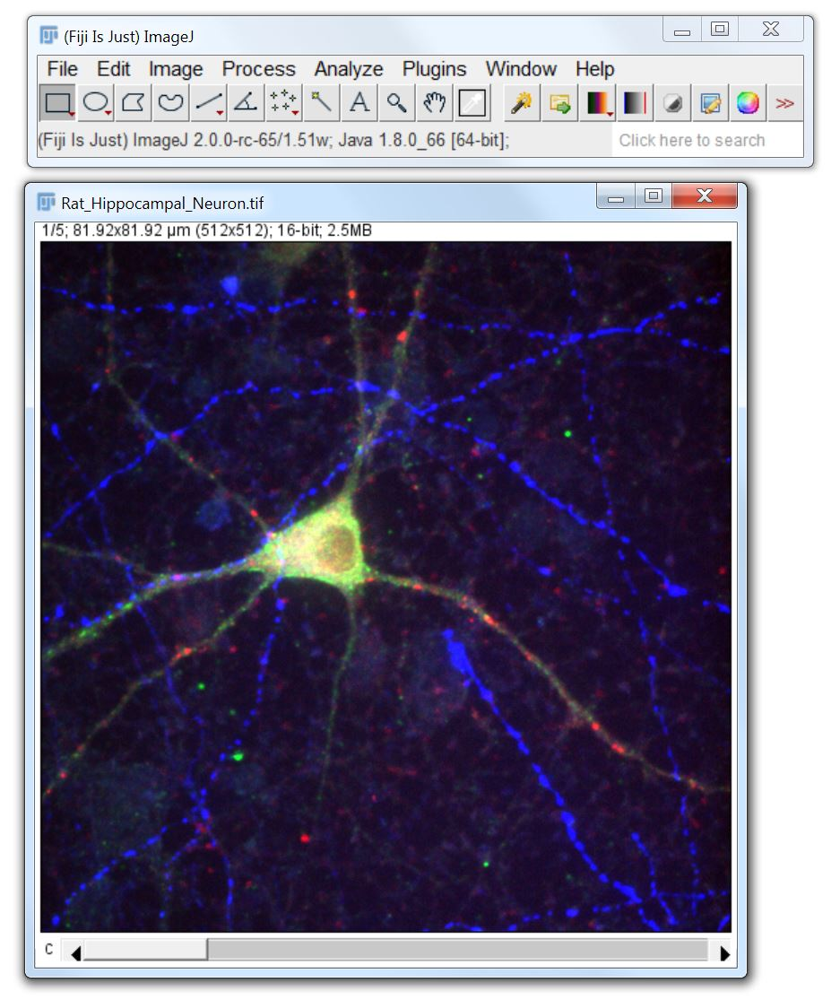 (Fiji Is Just) ImageJ
File Edit Image Process Analyze Plugins Window Help
A >>
(Fiji Is Just) ImageJ 2.0.0-rc-65/1.51w; Java 1.8.0_66 [64-bit]; Click here to search
Rat_Hippocampal_Neuron.tif
1/5; 81.92x81.92 µm (512x512); 16-bit; 2.5MB
C